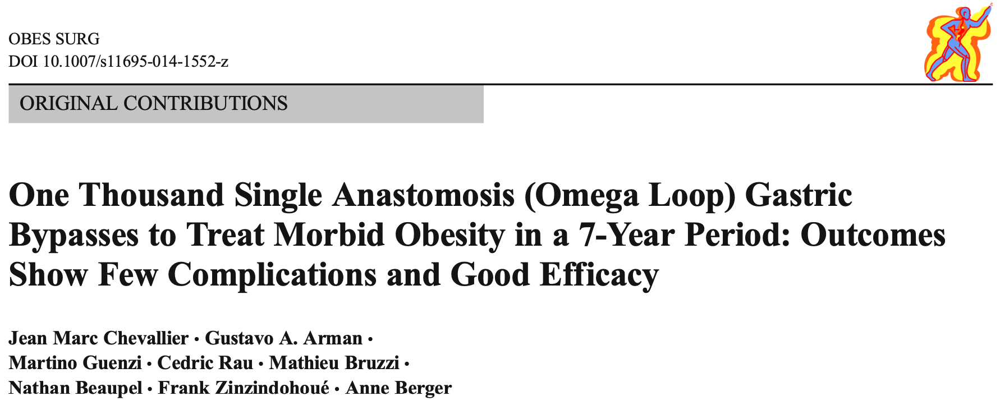 OBES SURG
DOI 10.1007/s11695-014-1552-z
ORIGINAL CONTRIBUTIONS
One Thousand Single Anastomosis (Omega Loop) Gastric
Bypasses to Treat Morbid Obesity in a 7-Year Period: Outcomes
Show Few Complications and Good Efficacy
Jean Marc Chevallier · Gustavo A. Arman ·
Martino Guenzi · Cedric Rau · Mathieu Bruzzi ·
Nathan Beaupel · Frank Zinzindohoué · Anne Berger